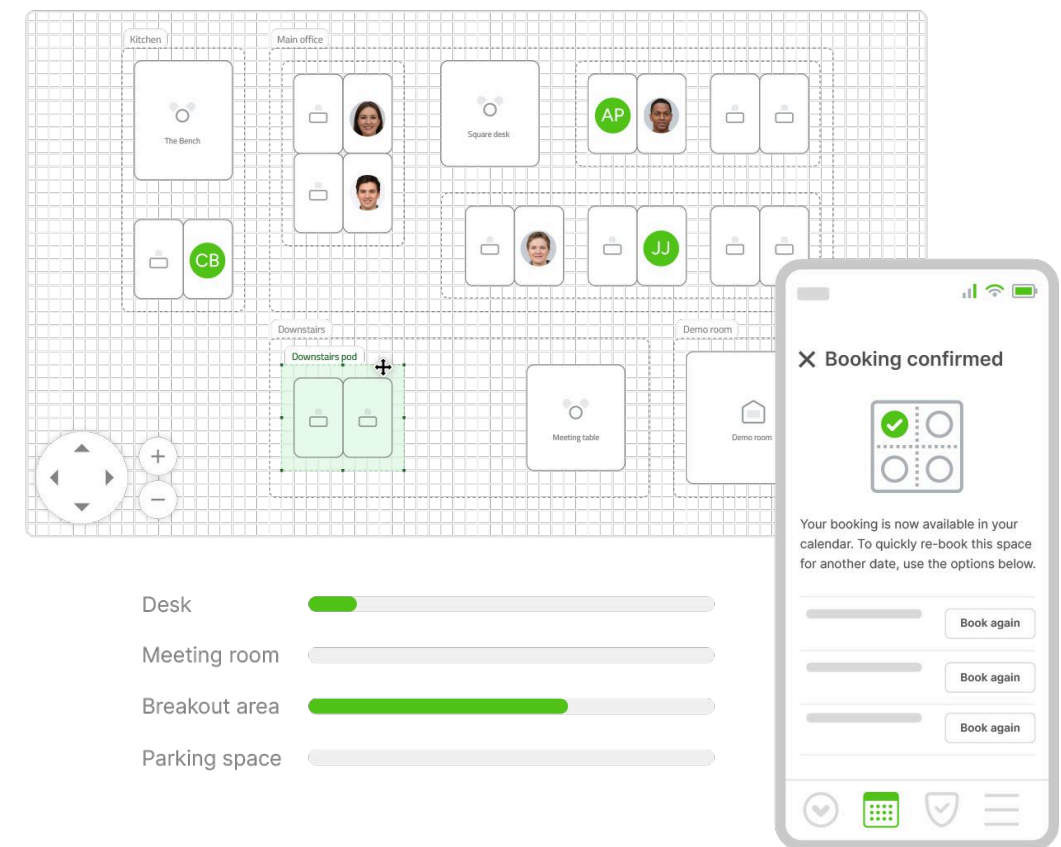 Kitchen
Main office
The Bench
Square desk
AP
CB
JJ
Downstairs
Downstairs pod
Meeting table
Demo room
Demo room
+
−
Desk
Meeting room
Breakout area
Parking space
Booking confirmed
Your booking is now available in your
calendar. To quickly re-book this space
for another date, use the options below.
Book again
Book again
Book again